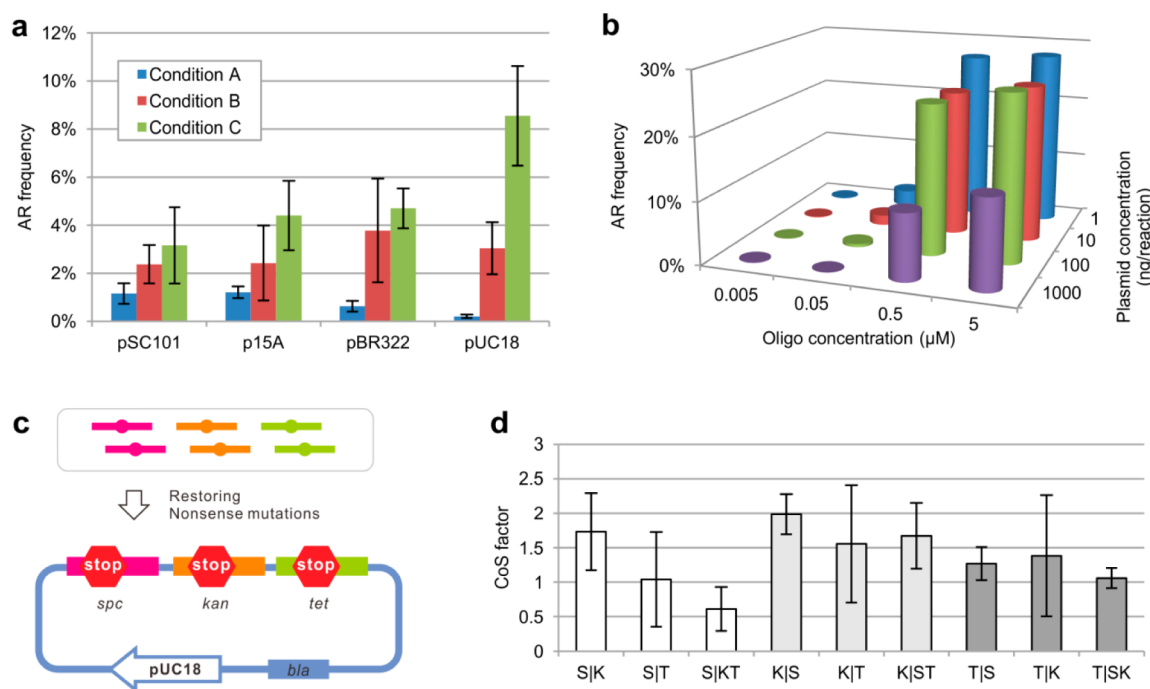 a
12%
10%
8%
6%
4%
2%
0%
AR frequency
Condition A
Condition B
Condition C
pSC101 p15A pBR322 pUC18
b
30%
20%
10%
0%
AR frequency
0.005 0.05 0.5 5
Oligo concentration (µM)
1
10
100
1000
Plasmid concentration
(ng/reaction)
c
Restoring
Nonsense mutations
stop stop stop
spc kan tet
pUC18 bla
d
3
2.5
2
1.5
1
0.5
0
CoS factor
S|K S|T S|KT K|S K|T K|ST T|S T|K T|SK